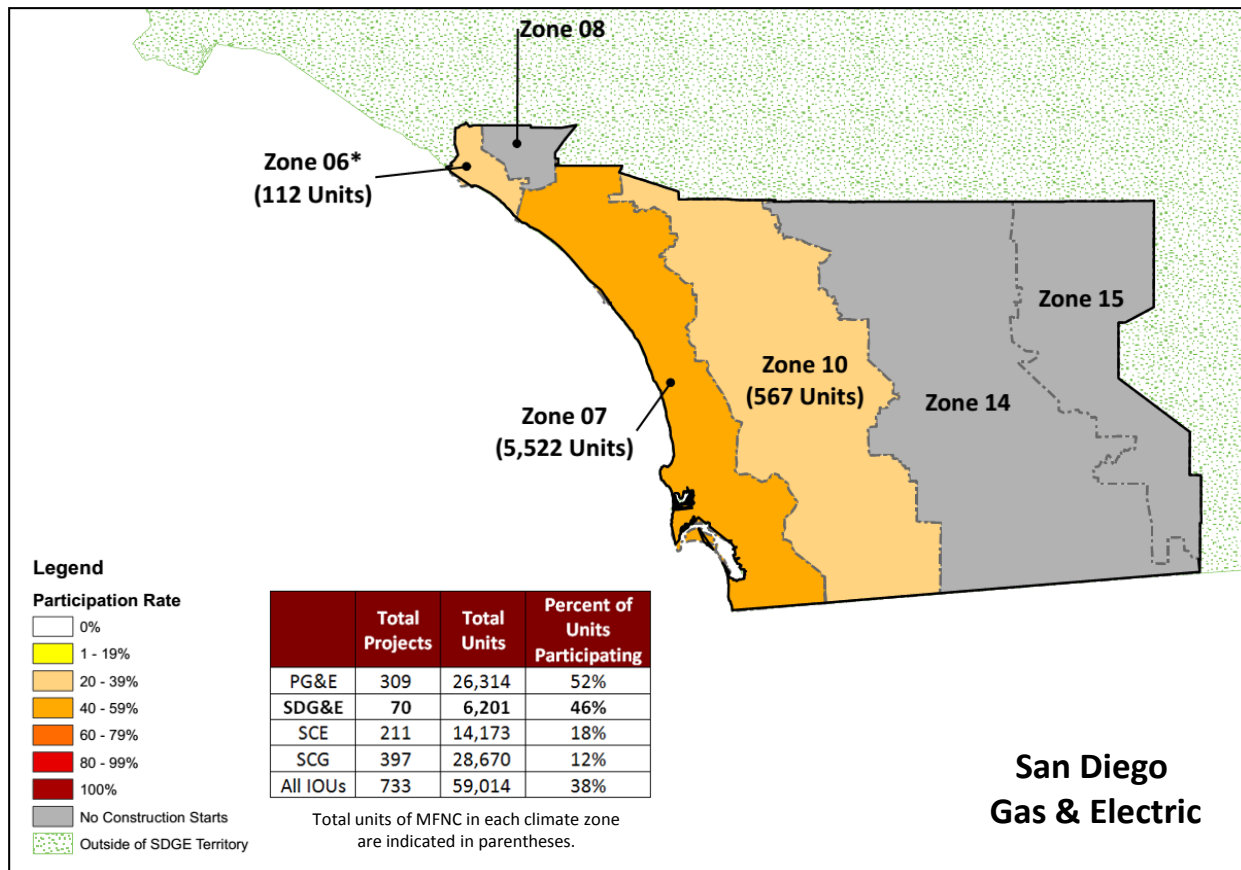 Zone 08
Zone 06*
(112 Units)
Zone 15
Zone 10
(567 Units)
Zone 14
Zone 07
(5,522 Units)
Legend
Participation Rate
0%
1 - 19%
20 - 39%
40 - 59%
60 - 79%
80 - 99%
100%
No Construction Starts
Outside of SDGE Territory
Total Projects Total Units Percent of Units Participating
PG&E 309 26,314 52%
SDG&E 70 6,201 46%
SCE 211 14,173 18%
SCG 397 28,670 12%
All IOUs 733 59,014 38%
Total units of MFNC in each climate zone
are indicated in parentheses.
San Diego
Gas & Electric